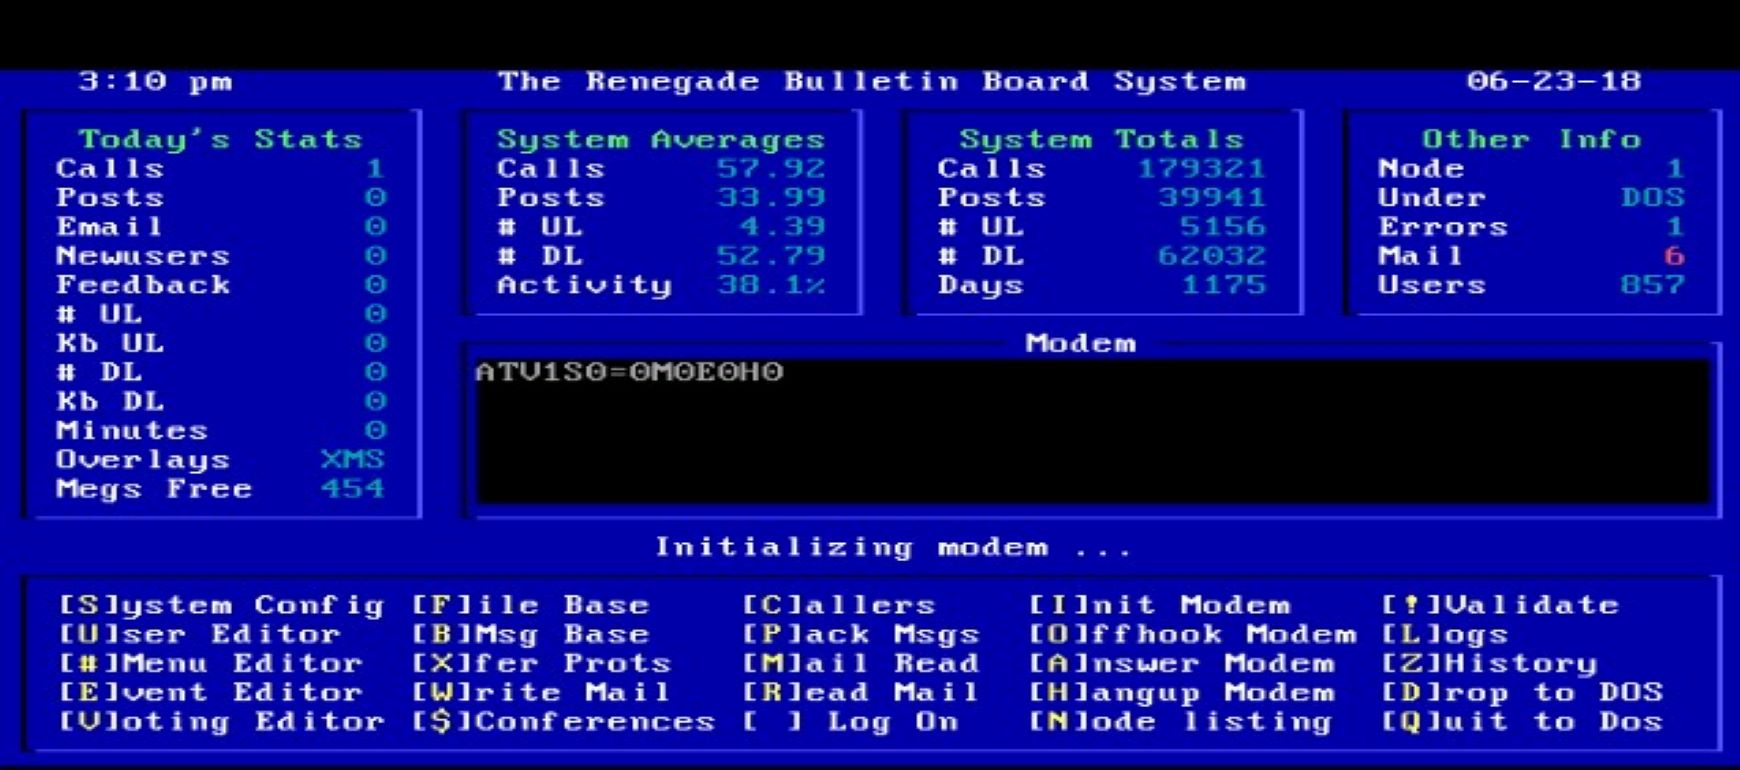 3:10 pm The Renegade Bulletin Board System 06-23-18
Today's Stats
Calls 1
Posts 0
Email 0
Newusers 0
Feedback 0
# UL 0
Kb UL 0
# DL 0
Kb DL 0
Minutes 0
Overlays XMS
Megs Free 454
System Averages
Calls 57.92
Posts 33.99
# UL 4.39
# DL 52.79
Activity 38.1%
System Totals
Calls 179321
Posts 39941
# UL 5156
# DL 62032
Days 1175
Other Info
Node 1
Under DOS
Errors 1
Mail 6
Users 857
Modem
ATV1S0=0M0E0H0
Initializing modem ...
[S]ystem Config [F]ile Base [C]allers [I]nit Modem [!]Validate
[U]ser Editor [B]Msg Base [P]ack Msgs [O]ffhook Modem [L]ogs
[#]Menu Editor [X]fer Prots [M]ail Read [A]nswer Modem [Z]History
[E]vent Editor [W]rite Mail [R]ead Mail [H]angup Modem [D]rop to DOS
[V]oting Editor [$]Conferences [ ] Log On [N]ode listing [Q]uit to Dos